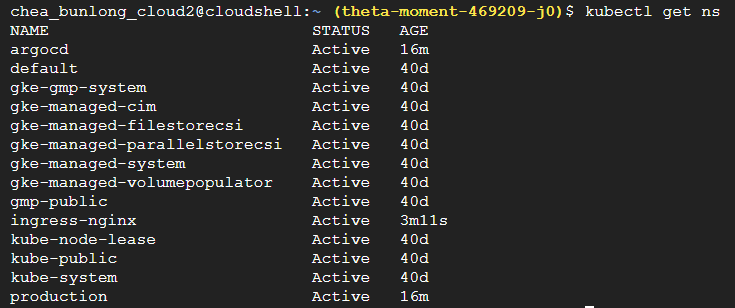 chea_bunlong_cloud2@cloudshell:~ (theta-moment-469209-j0)$ kubectl get ns
NAME STATUS AGE
argocd Active 16m
default Active 40d
gke-gmp-system Active 40d
gke-managed-cim Active 40d
gke-managed-filestorecsi Active 40d
gke-managed-parallelstorecsi Active 40d
gke-managed-system Active 40d
gke-managed-volumepopulator Active 40d
gmp-public Active 40d
ingress-nginx Active 3m11s
kube-node-lease Active 40d
kube-public Active 40d
kube-system Active 40d
production Active 16m